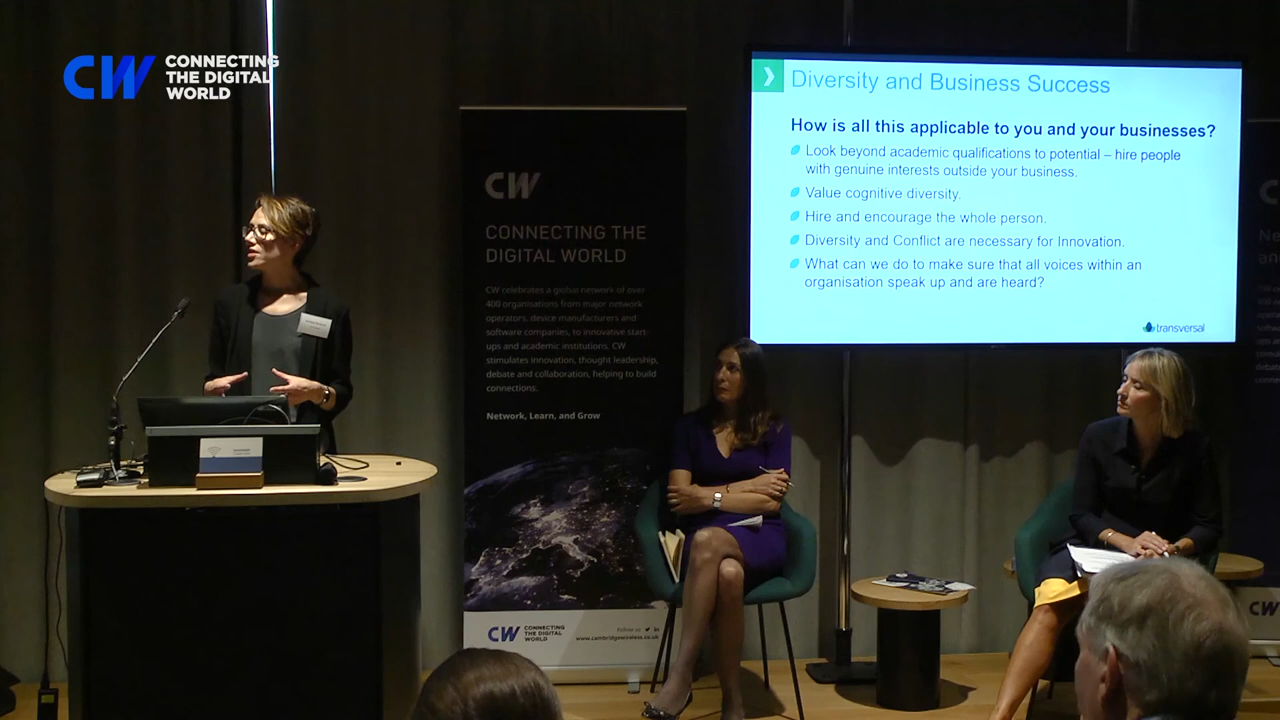 CW CONNECTING
THE DIGITAL
WORLD
Diversity and Business Success
How is all this applicable to you and your businesses?
Look beyond academic qualifications to potential – hire people
with genuine interests outside your business.
Value cognitive diversity.
Hire and encourage the whole person.
Diversity and Conflict are necessary for Innovation.
What can we do to make sure that all voices within an
organisation speak up and are heard?
transversal
CW
CONNECTING THE
DIGITAL WORLD
CW celebrates a global network of over
400 organisations from major network
operators, device manufacturers and
software companies, to innovative start-
ups and academic institutions. CW
stimulates innovation, thought leadership,
debate and collaboration, helping to build
connections.
Network, Learn, and Grow
CW CONNECTING
THE DIGITAL
WORLD
Follow us
www.cambridgewireless.co.uk
CW